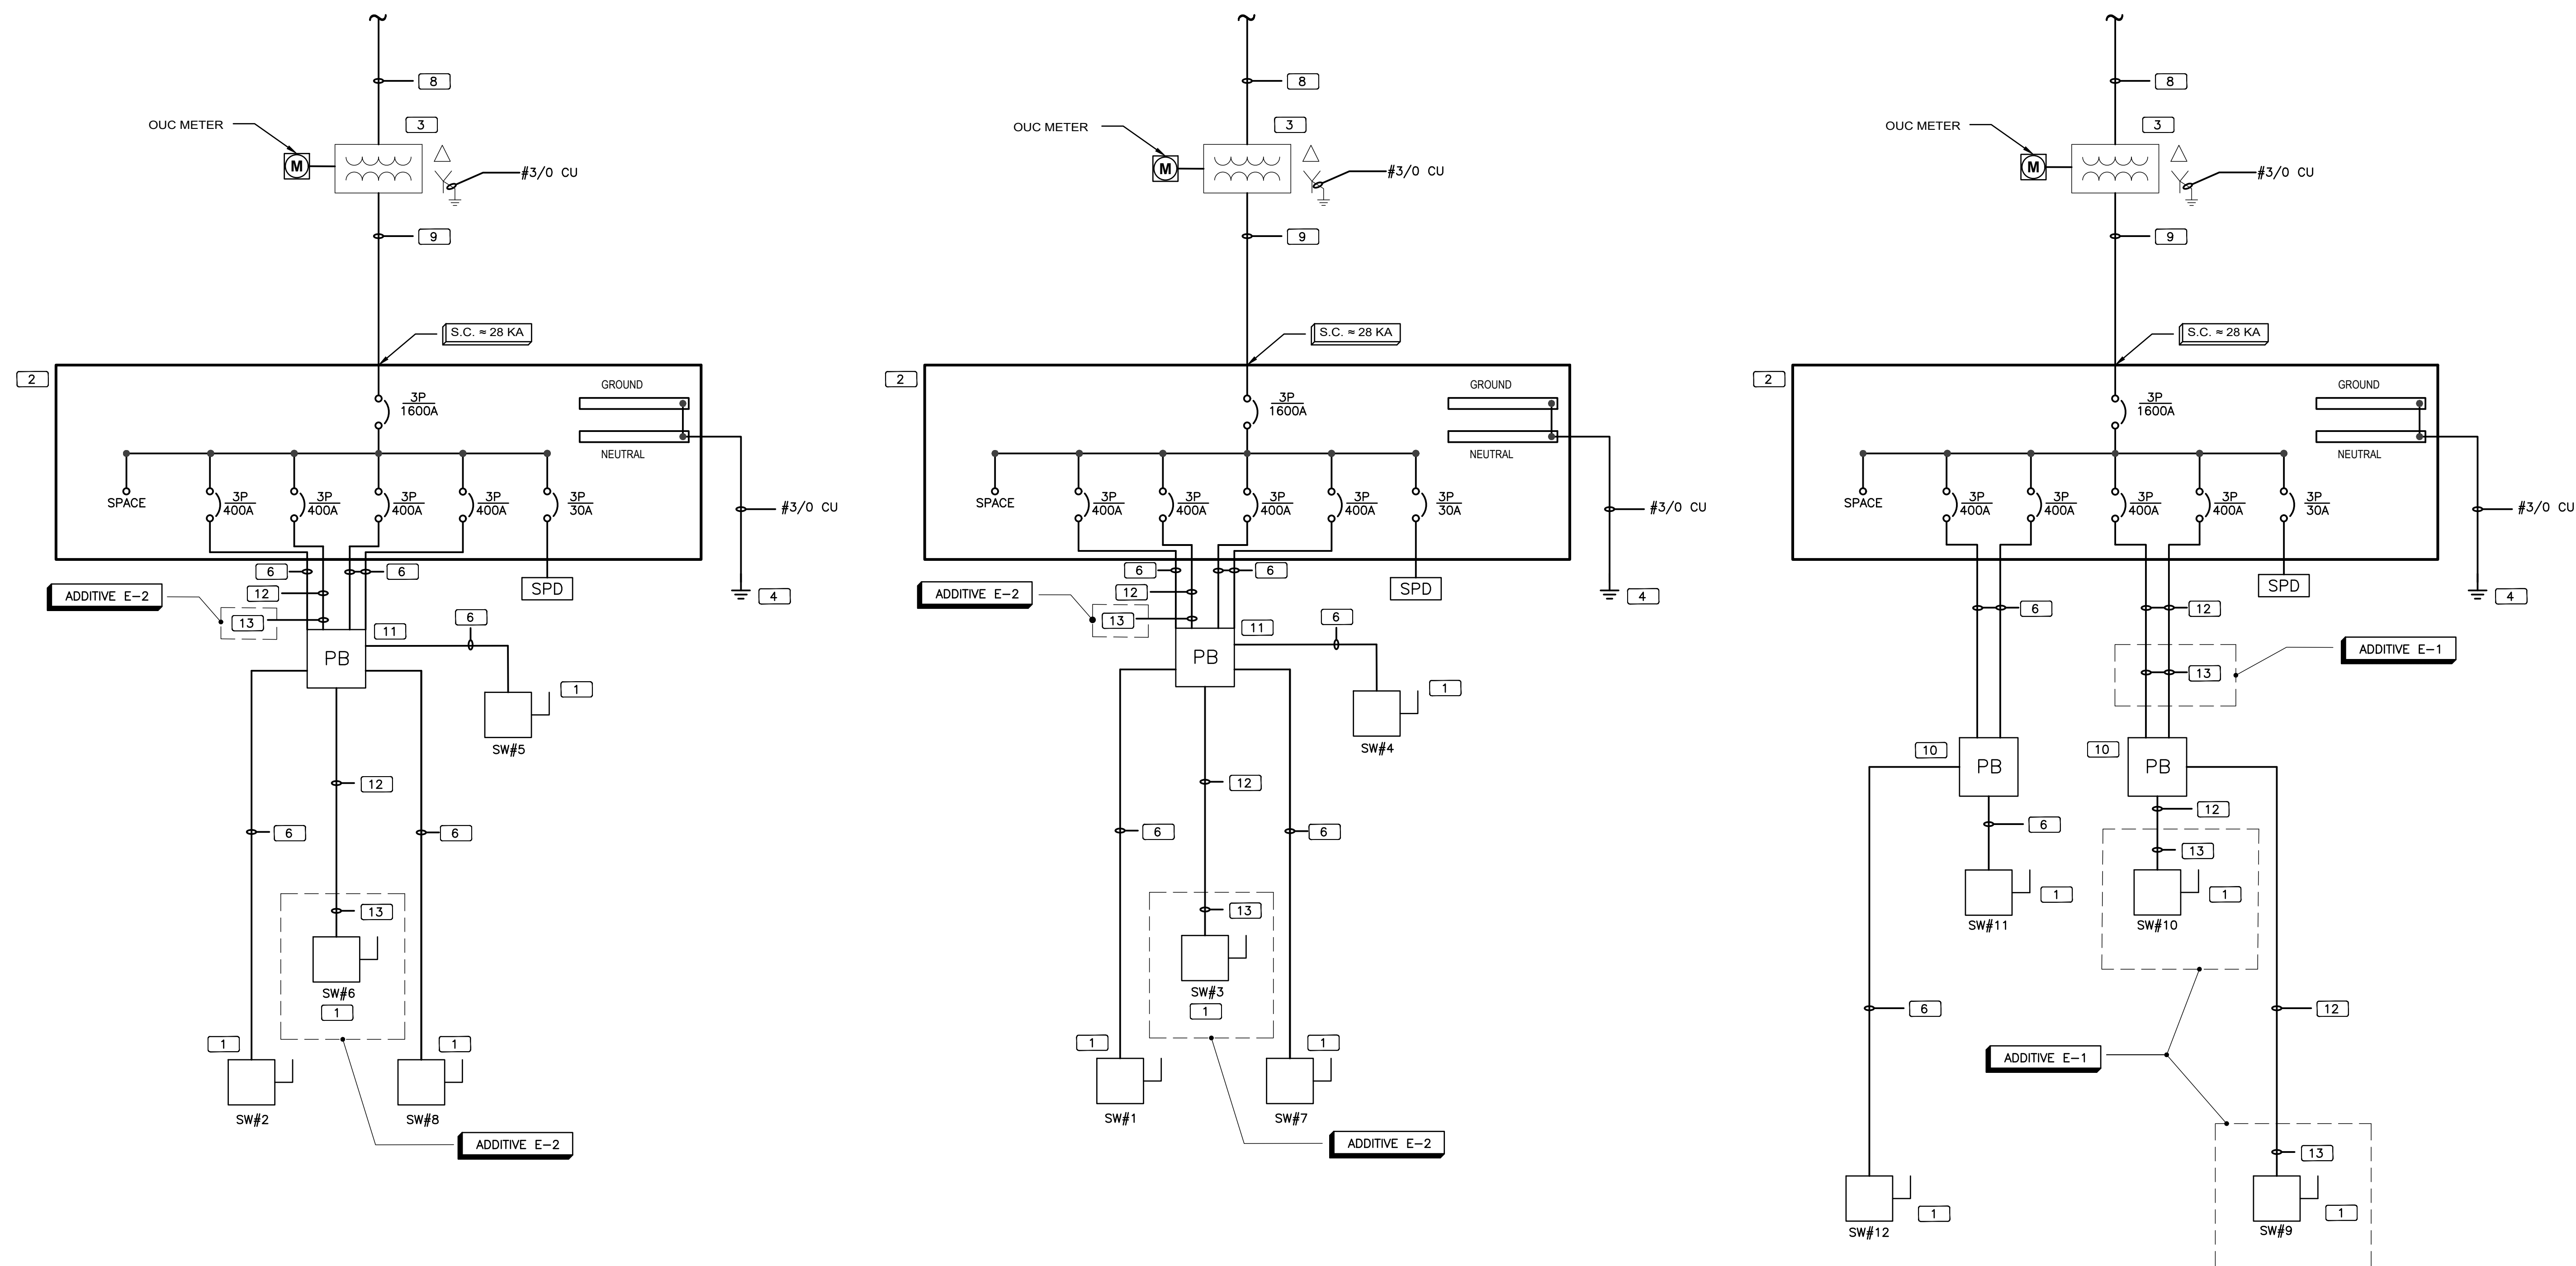 8
8
8
OUC METER
3
OUC METER
3
OUC METER
3
M
#3/0 CU
M
#3/0 CU
M
#3/0 CU
9
9
9
S.C. ≈ 28 KA
S.C. ≈ 28 KA
S.C. ≈ 28 KA
2
GROUND
3P
1600A
NEUTRAL
SPACE
3P
400A
3P
400A
3P
400A
3P
400A
3P
30A
#3/0 CU
2
GROUND
3P
1600A
NEUTRAL
SPACE
3P
400A
3P
400A
3P
400A
3P
400A
3P
30A
#3/0 CU
2
GROUND
3P
1600A
NEUTRAL
SPACE
3P
400A
3P
400A
3P
400A
3P
400A
3P
30A
#3/0 CU
6
6
SPD
ADDITIVE E-2
12
4
13
11
6
PB
1
SW#5
12
6
6
13
SW#6
1
1
1
SW#2
SW#8
ADDITIVE E-2
6
6
SPD
ADDITIVE E-2
12
4
13
11
6
PB
1
SW#4
12
6
6
13
SW#3
1
1
1
SW#1
SW#7
ADDITIVE E-2
SPD
4
6
12
ADDITIVE E-1
13
10
PB
10
PB
12
6
13
1
1
SW#11
SW#10
6
12
ADDITIVE E-1
13
1
1
SW#12
SW#9